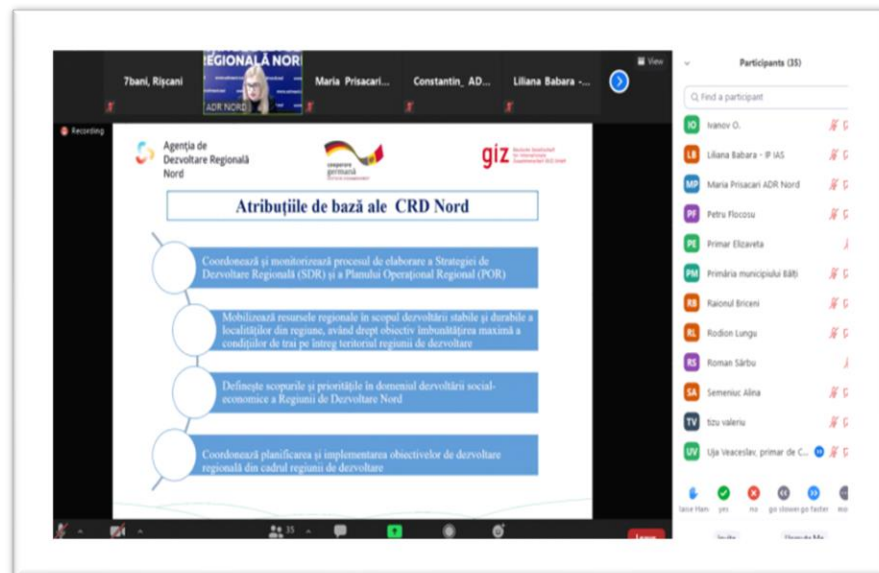 EGIONALĂ NOR
View
7bani, Rîșcani
Maria Prisacari...
Constantin_ AD...
Liliana Babara -...
ADR NORD
Recording
Agenția de
Dezvoltare Regională
Nord
cooperare
germană
giz
Atribuțiile de bază ale CRD Nord
Coordonează și monitorizează procesul de elaborare a Strategiei de
Dezvoltare Regională (SDR) și a Planului Operațional Regional (POR)
Mobilizează resursele regionale în scopul dezvoltării stabile și durabile a
localităților din regiune, având drept obiectiv îmbunătățirea maximă a
condițiilor de trai pe întreg teritoriul regiunii de dezvoltare
Definește scopurile și prioritățile în domeniul dezvoltării social-
economice a Regiunii de Dezvoltare Nord
Coordonează planificarea și implementarea obiectivelor de dezvoltare
regională din cadrul regiunii de dezvoltare
35
Leave
Participants (35)
Find a participant
IO Ivanov O.
LB Liliana Babara - IP IAS
MP Maria Prisacari ADR Nord
PF Petru Flocosu
PE Primar Elizaveta
PM Primăria municipiului Bălți
RB Raionul Briceni
RL Rodion Lungu
RS Roman Sârbu
SA Semeniuc Alina
TV tizu valeriu
UV Uja Veaceslav, primar de C...
yes
no
go slower
go faster
Invite
Unmute Me